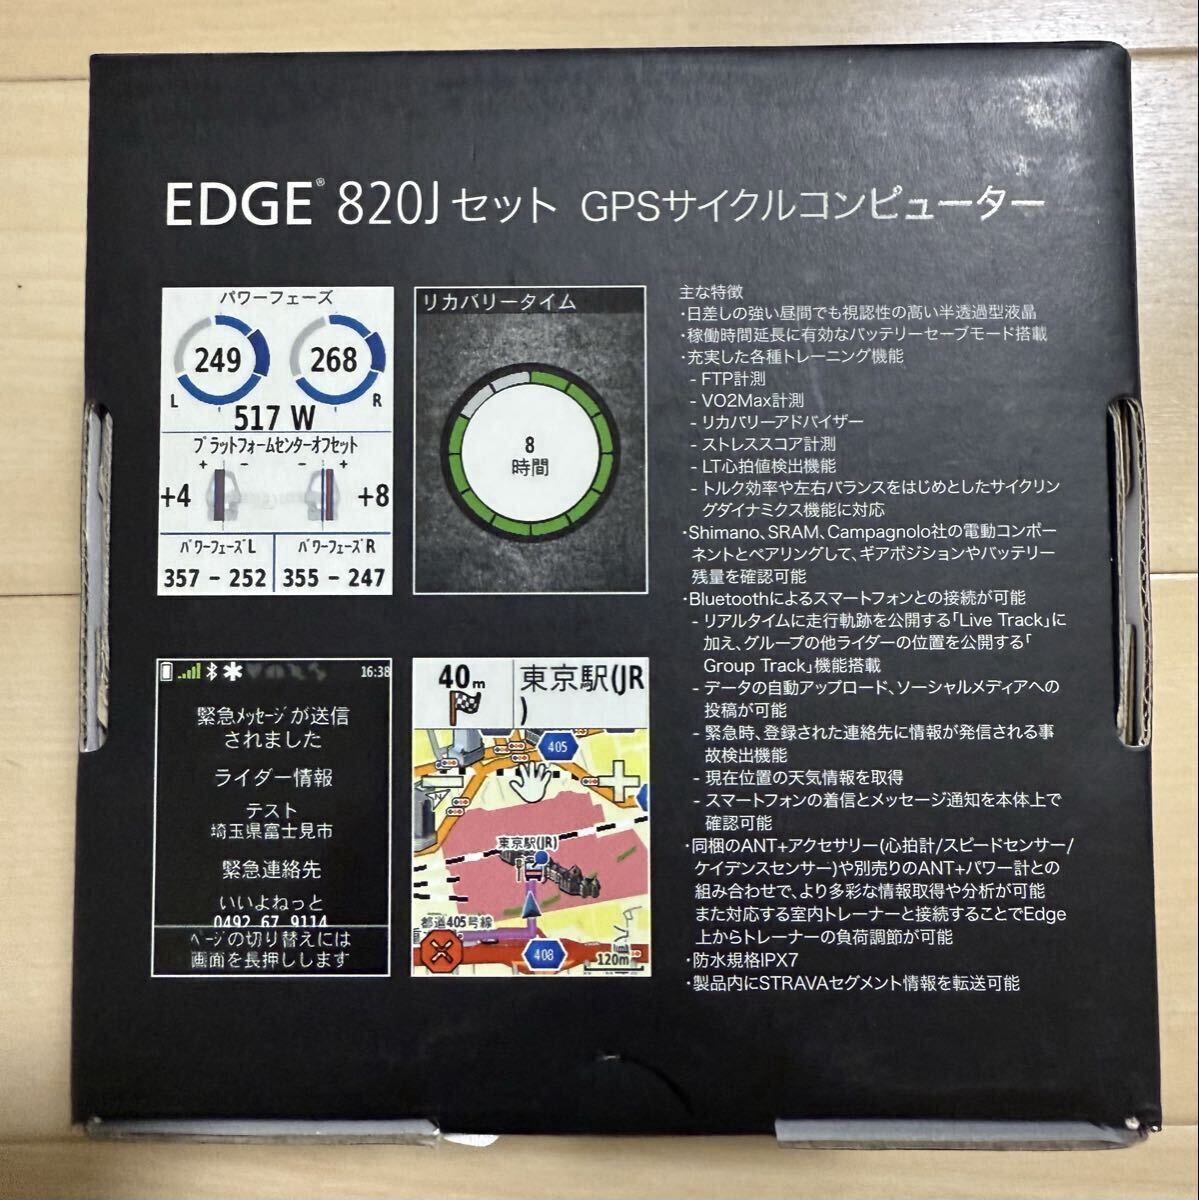 EDGE® 820J セット GPSサイクルコンピューター
パワーフェーズ
249
268
L
R
517 W
プラットフォームセンターオフセット
+ - - +
+4
+8
パワーフェーズL
パワーフェーズR
357 - 252
355 - 247
リカバリータイム
8
時間
16:38
緊急メッセージが送信
されました
ライダー情報
テスト
埼玉県富士見市
緊急連絡先
いいよねっと
0492 67 9114
ページの切り替えには
画面を長押しします
40m
東京駅(JR
)
405
東京駅(JR)
都道405号線
408
120m
主な特徴
・日差しの強い昼間でも視認性の高い半透過型液晶
・稼働時間延長に有効なバッテリーセーブモード搭載
・充実した各種トレーニング機能
- FTP計測
- VO2Max計測
- リカバリーアドバイザー
- ストレススコア計測
- LT心拍値検出機能
- トルク効率や左右バランスをはじめとしたサイクリン
グダイナミクス機能に対応
・Shimano、SRAM、Campagnolo社の電動コンポー
ネントとペアリングして、ギアポジションやバッテリー
残量を確認可能
・Bluetoothによるスマートフォンとの接続が可能
- リアルタイムに走行軌跡を公開する「Live Track」に
加え、グループの他ライダーの位置を公開する「
Group Track」機能搭載
- データの自動アップロード、ソーシャルメディアへの
投稿が可能
- 緊急時、登録された連絡先に情報が発信される事
故検出機能
- 現在位置の天気情報を取得
- スマートフォンの着信とメッセージ通知を本体上で
確認可能
・同梱のANT+アクセサリー(心拍計/スピードセンサー/
ケイデンスセンサー)や別売りのANT+パワー計との
組み合わせで、より多彩な情報取得や分析が可能
また対応する室内トレーナーと接続することでEdge
上からトレーナーの負荷調節が可能
・防水規格IPX7
・製品内にSTRAVAセグメント情報を転送可能